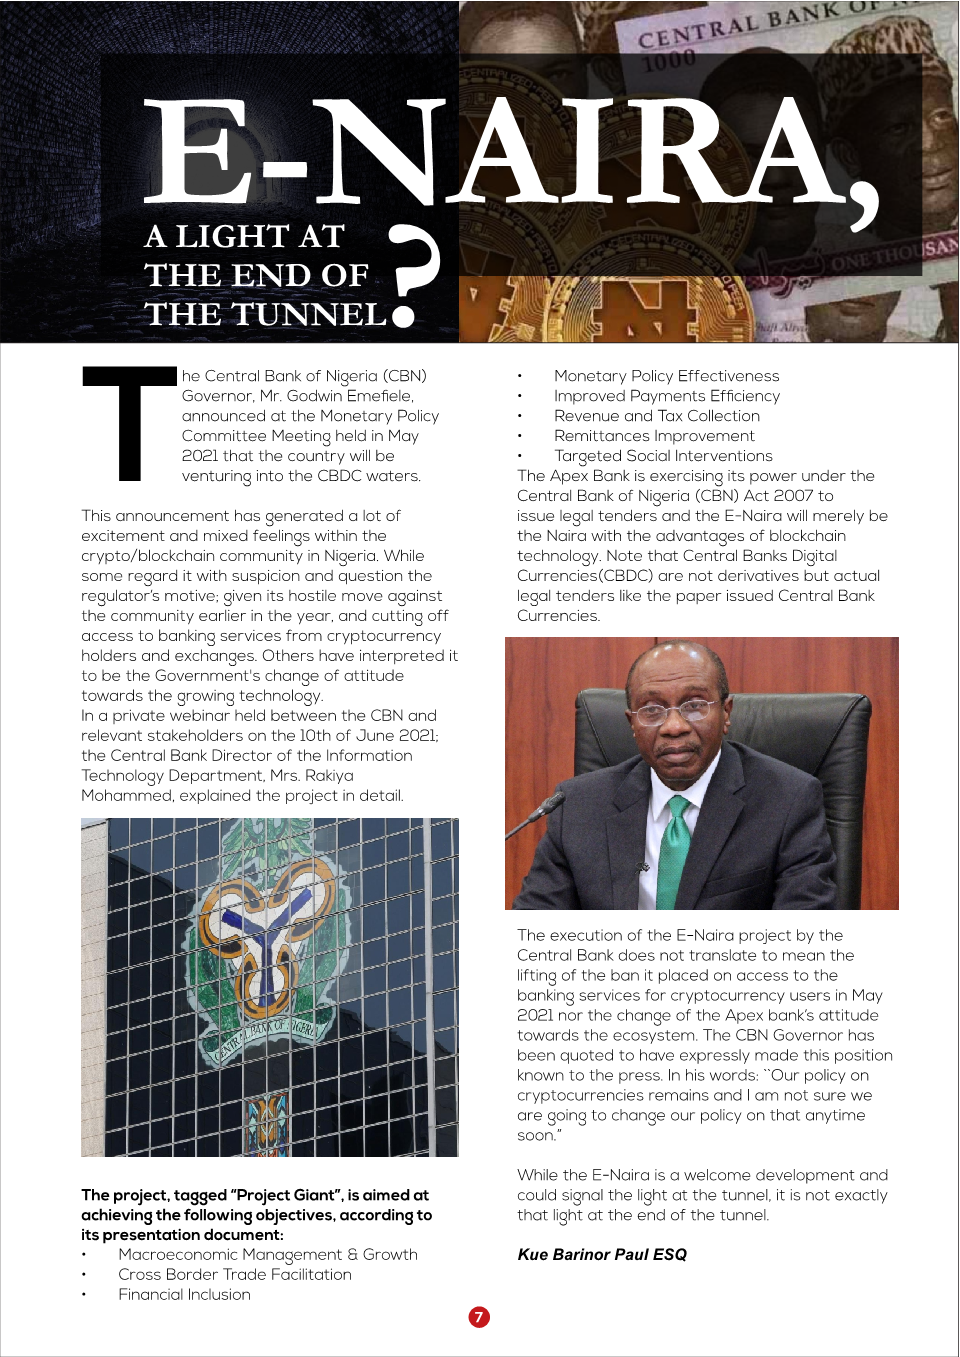 CENTRAL BANK OF
1000
E-NAIRA,
A LIGHT AT
THE END OF
THE TUNNEL?
ONE THOUSAN
The Central Bank of Nigeria (CBN)
Governor, Mr. Godwin Emefiele,
announced at the Monetary Policy
Committee Meeting held in May
2021 that the country will be
venturing into the CBDC waters.
This announcement has generated a lot of
excitement and mixed feelings within the
crypto/blockchain community in Nigeria. While
some regard it with suspicion and question the
regulator's motive; given its hostile move against
the community earlier in the year, and cutting off
access to banking services from cryptocurrency
holders and exchanges. Others have interpreted it
to be the Government's change of attitude
towards the growing technology.
In a private webinar held between the CBN and
relevant stakeholders on the 10th of June 2021;
the Central Bank Director of the Information
Technology Department, Mrs. Rakiya
Mohammed, explained the project in detail.
CENTRAL BANK OF NIGERIA
The project, tagged “Project Giant”, is aimed at
achieving the following objectives, according to
its presentation document:
• Macroeconomic Management & Growth
• Cross Border Trade Facilitation
• Financial Inclusion
• Monetary Policy Effectiveness
• Improved Payments Efficiency
• Revenue and Tax Collection
• Remittances Improvement
• Targeted Social Interventions
The Apex Bank is exercising its power under the
Central Bank of Nigeria (CBN) Act 2007 to
issue legal tenders and the E-Naira will merely be
the Naira with the advantages of blockchain
technology. Note that Central Banks Digital
Currencies(CBDC) are not derivatives but actual
legal tenders like the paper issued Central Bank
Currencies.
The execution of the E-Naira project by the
Central Bank does not translate to mean the
lifting of the ban it placed on access to the
banking services for cryptocurrency users in May
2021 nor the change of the Apex bank's attitude
towards the ecosystem. The CBN Governor has
been quoted to have expressly made this position
known to the press. In his words: ``Our policy on
cryptocurrencies remains and I am not sure we
are going to change our policy on that anytime
soon.”
While the E-Naira is a welcome development and
could signal the light at the tunnel, it is not exactly
that light at the end of the tunnel.
Kue Barinor Paul ESQ
7